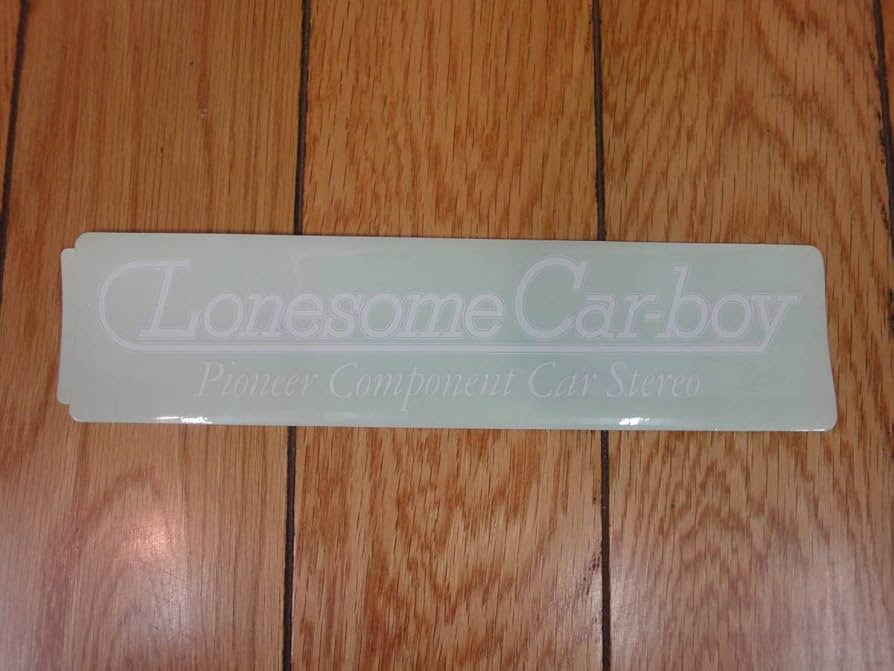 Lonesome Car-boy
Pioneer Component Car Stereo